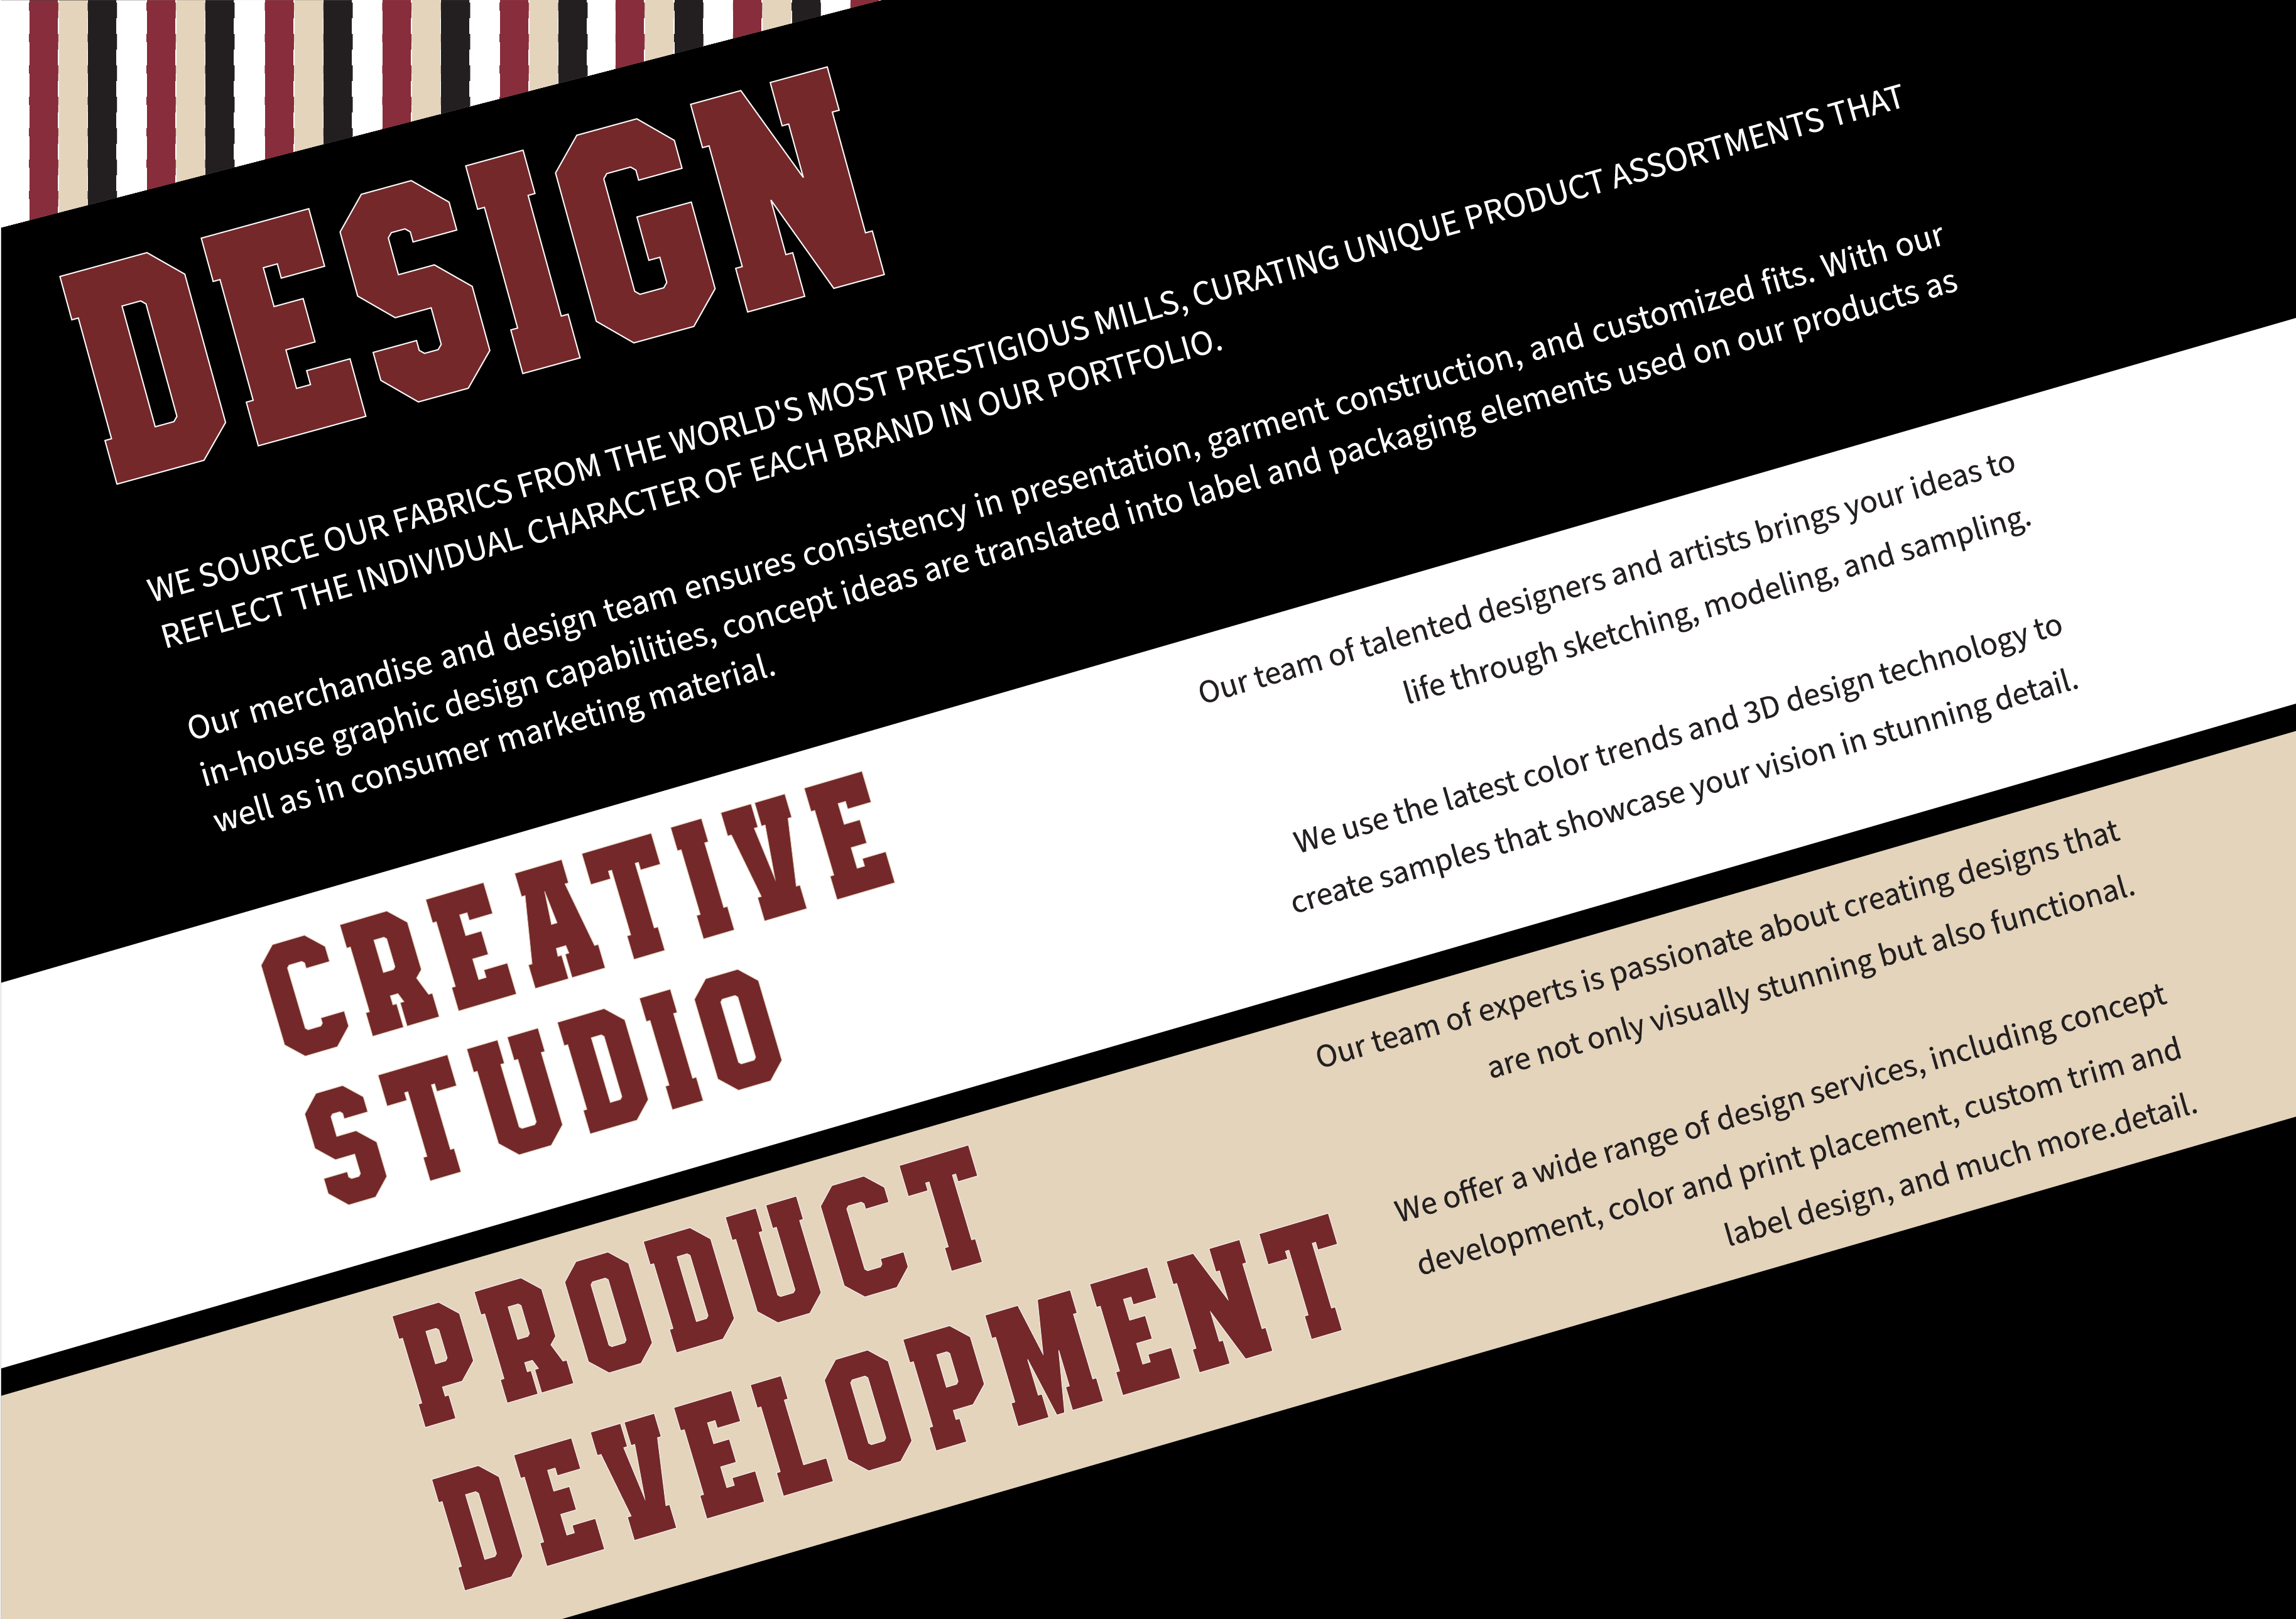 DESIGN
WE SOURCE OUR FABRICS FROM THE WORLD'S MOST PRESTIGIOUS MILLS, CURATING UNIQUE PRODUCT ASSORTMENTS THAT
REFLECT THE INDIVIDUAL CHARACTER OF EACH BRAND IN OUR PORTFOLIO.
Our merchandise and design team ensures consistency in presentation, garment construction, and customized fits. With our
in-house graphic design capabilities, concept ideas are translated into label and packaging elements used on our products as
well as in consumer marketing material.
CREATIVE
STUDIO
Our team of talented designers and artists brings your ideas to
life through sketching, modeling, and sampling.
We use the latest color trends and 3D design technology to
create samples that showcase your vision in stunning detail.
PRODUCT
DEVELOPMENT
Our team of experts is passionate about creating designs that
are not only visually stunning but also functional.
We offer a wide range of design services, including concept
development, color and print placement, custom trim and
label design, and much more.detail.